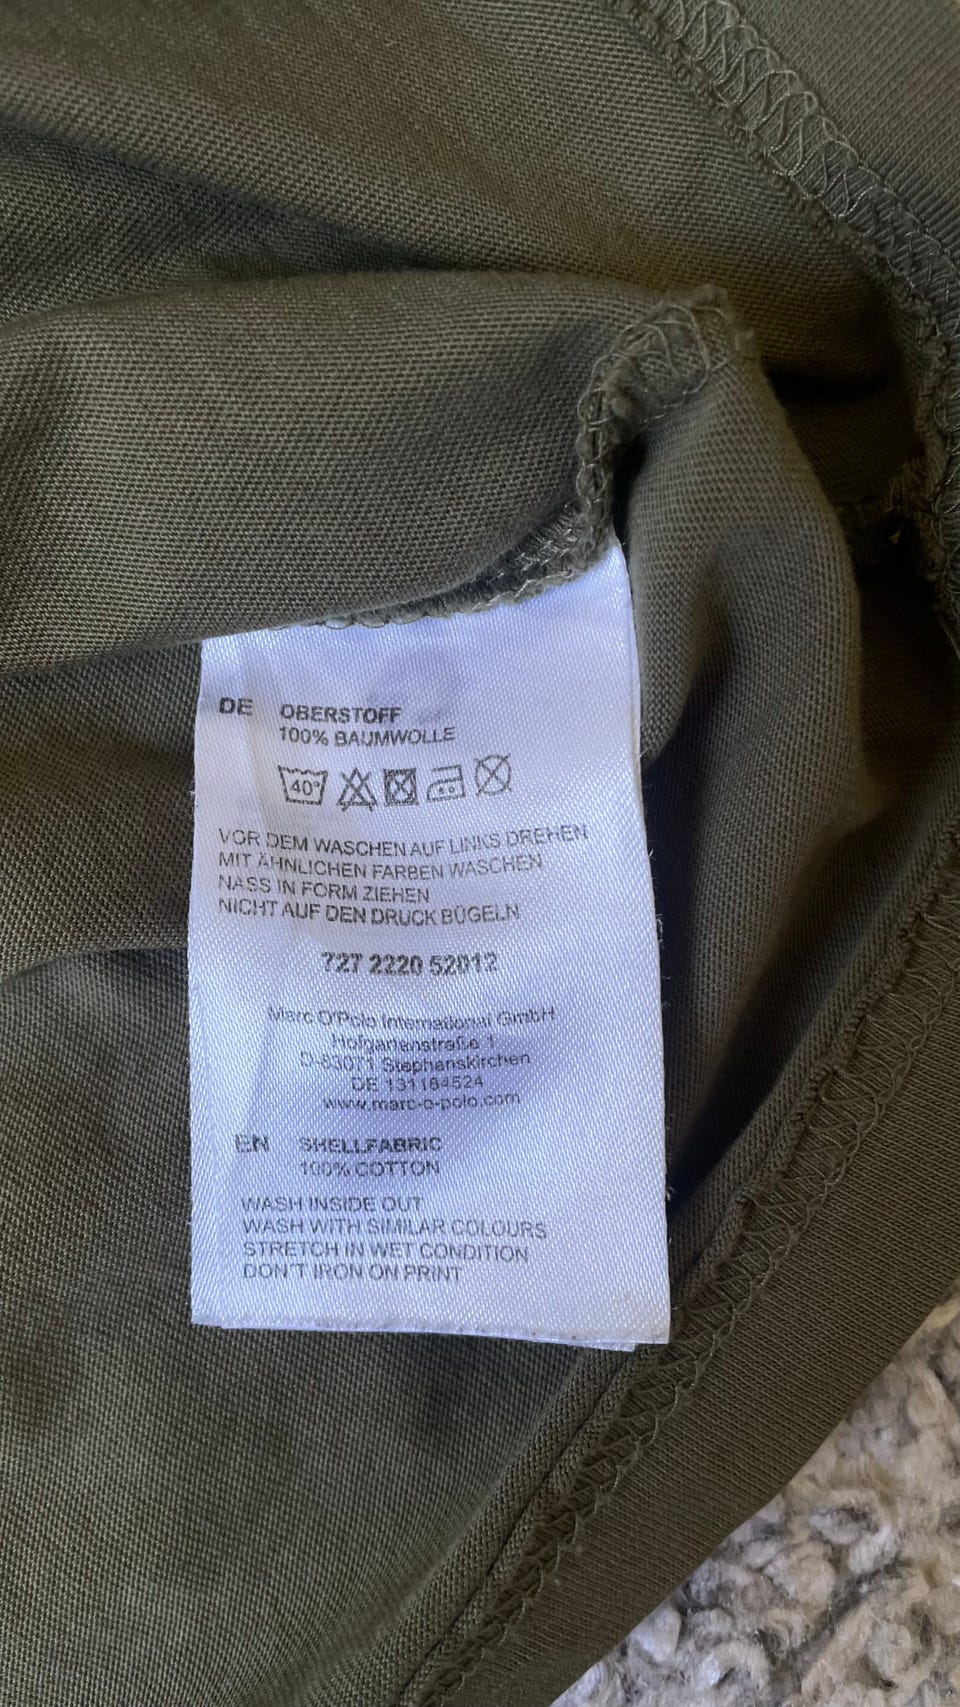 DE OBERSTOFF
100% BAUMWOLLE
40°
VOR DEM WASCHEN AUF LINKS DREHEN
MIT ÄHNLICHEN FARBEN WASCHEN
NASS IN FORM ZIEHEN
NICHT AUF DEN DRUCK BÜGELN
727 2220 52012
Marc O'Polo International GmbH
Hofgartenstraße 1
D-83071 Stephanskirchen
DE 131184524
www.marc-o-polo.com
EN SHELLFABRIC
100% COTTON
WASH INSIDE OUT
WASH WITH SIMILAR COLOURS
STRETCH IN WET CONDITION
DON'T IRON ON PRINT